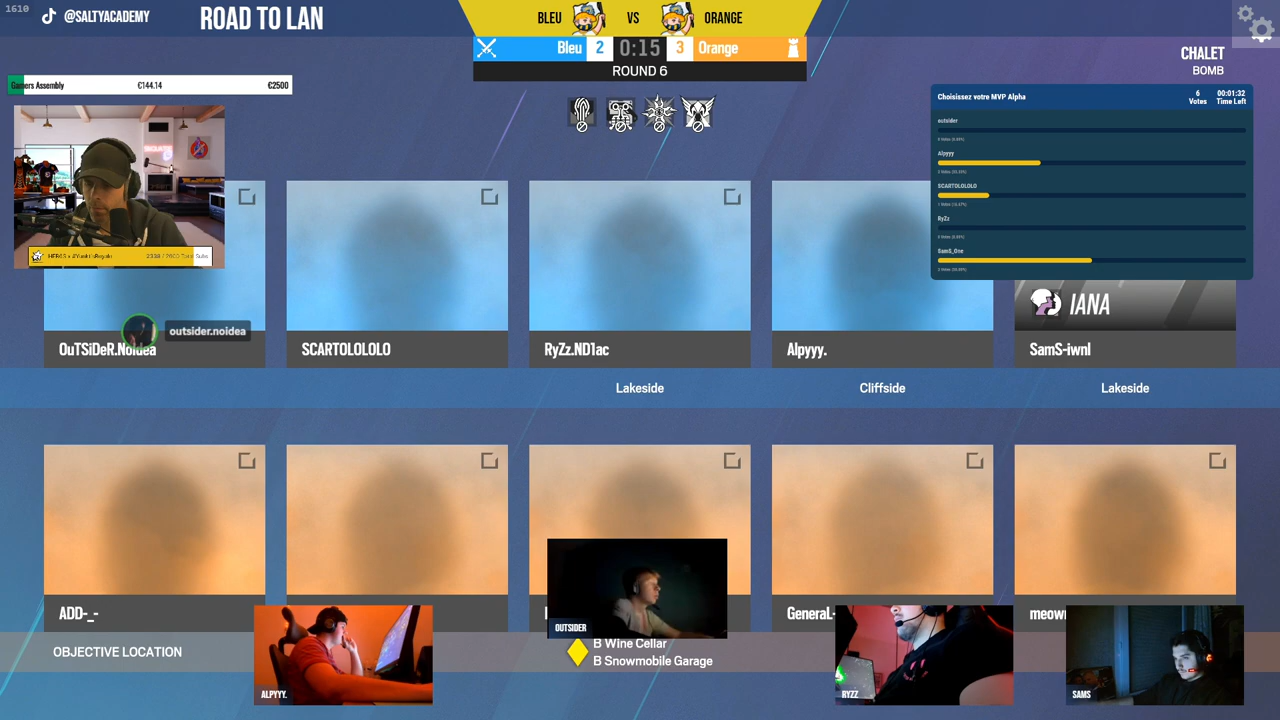 1610
@SALTYACADEMY
ROAD TO LAN
BLEU
VS
ORANGE
Bleu
2
0:15
3
Orange
ROUND 6
CHALET
BOMB
Gamers Assembly
€144.14
€2500
Choisissez votre MVP Alpha
6
Votes
00:01:32
Time Left
outsider
Alpyyy
SCARTOLOLOLO
RyZz
SamS_One
outsider.noidea
IANA
OuTSiDeR.NoIdea
SCARTOLOLOLO
RyZz.ND1ac
Alpyyy.
SamS-iwnl
Lakeside
Cliffside
Lakeside
ADD-_-
OUTSIDER
OBJECTIVE LOCATION
B Wine Cellar
B Snowmobile Garage
ALPYYY.
RYZZ
SAMS